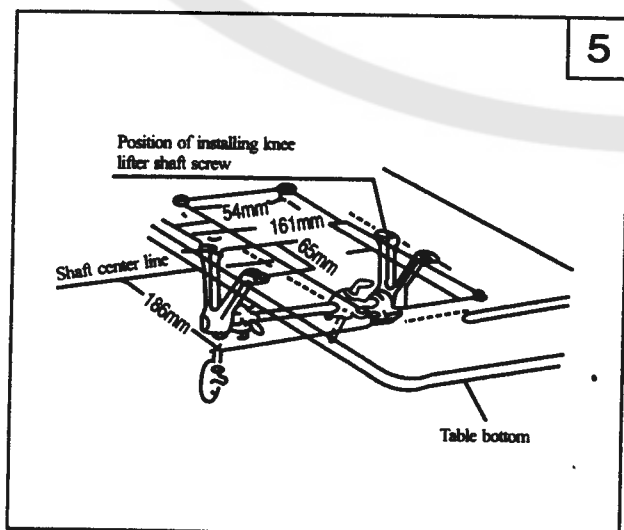 5
Position of installing knee
lifter shaft screw
54mm
161mm
65mm
Shaft center line
186mm
Table bottom